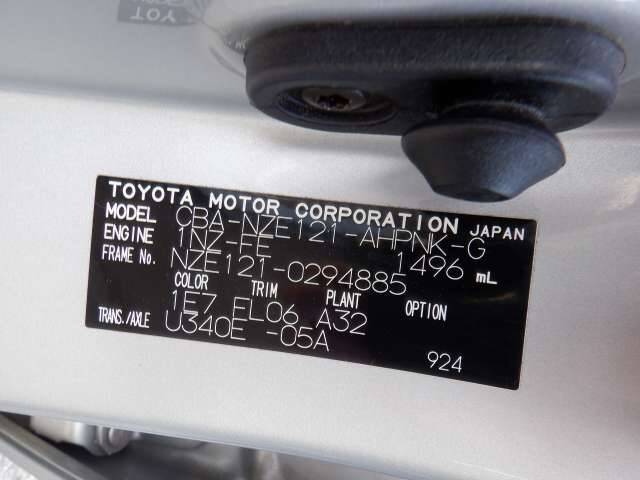 TOYOTA MOTOR CORPORATION JAPAN
MODEL CBA-NZE121-AHPNK-G
ENGINE 1NZ-FE 1496 mL
FRAME No. NZE121-0294885
COLOR TRIM PLANT OPTION
1E7 FL06 A32
TRANS./AXLE U340E -05A
924